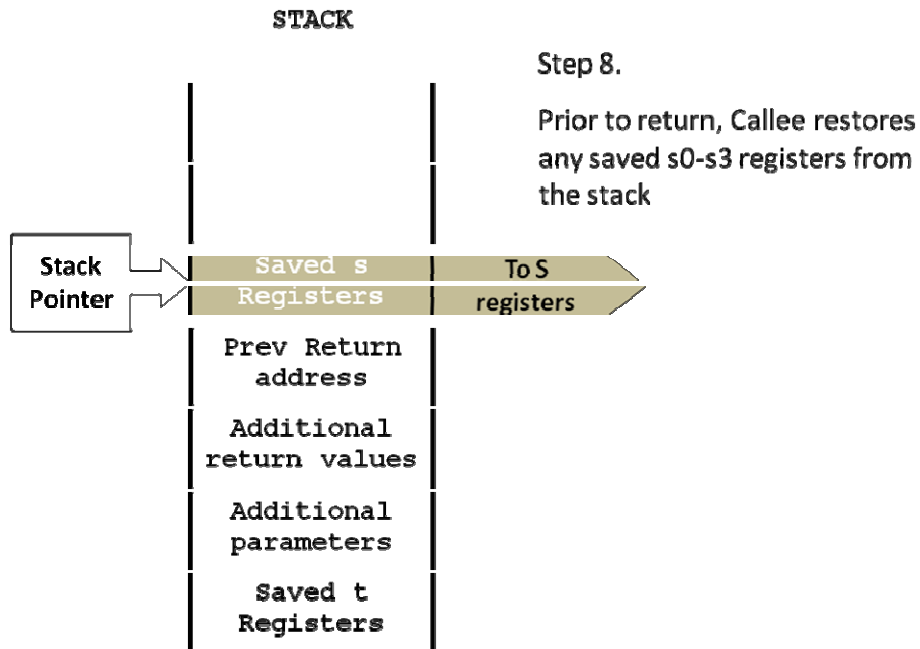 STACK
Step 8.
Prior to return, Callee restores
any saved s0-s3 registers from
the stack
Stack
Pointer
Saved s
Registers
To S
registers
Prev Return
address
Additional
return values
Additional
parameters
Saved t
Registers